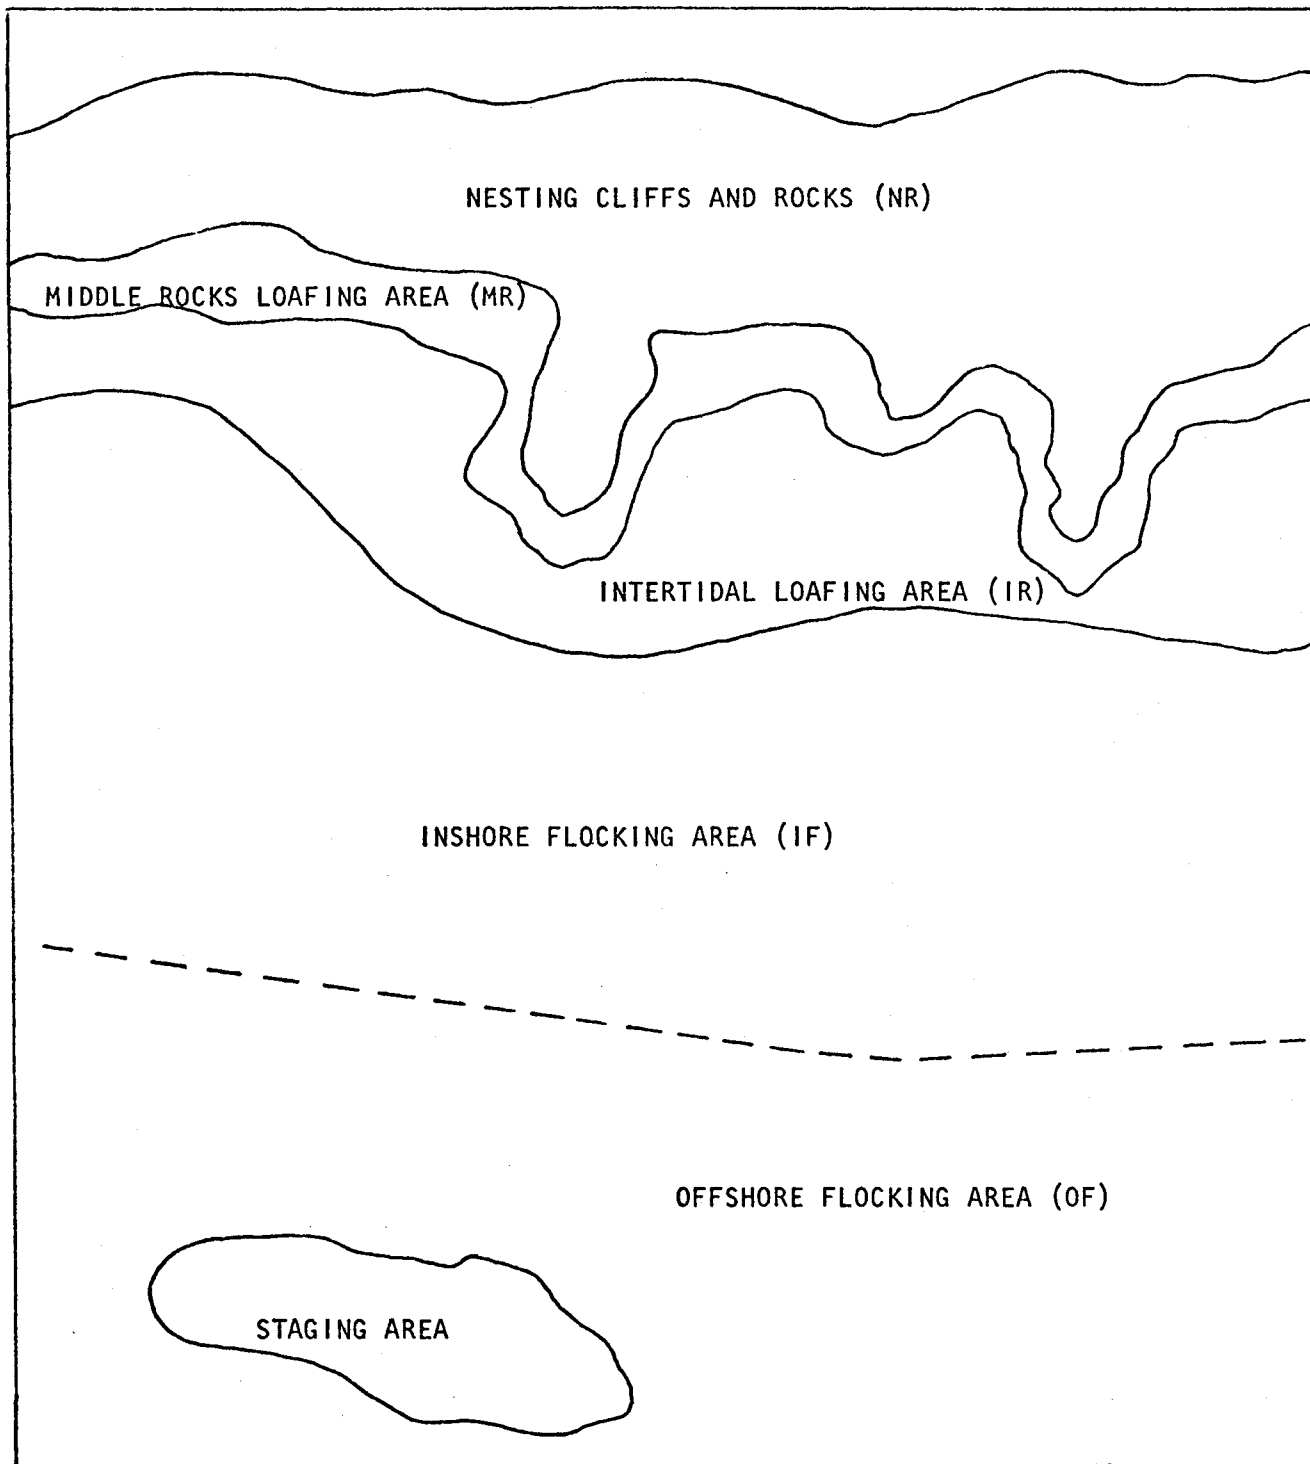 NESTING CLIFFS AND ROCKS (NR)
MIDDLE ROCKS LOAFING AREA (MR)
INTERTIDAL LOAFING AREA (IR)
INSHORE FLOCKING AREA (IF)
OFFSHORE FLOCKING AREA (OF)
STAGING AREA